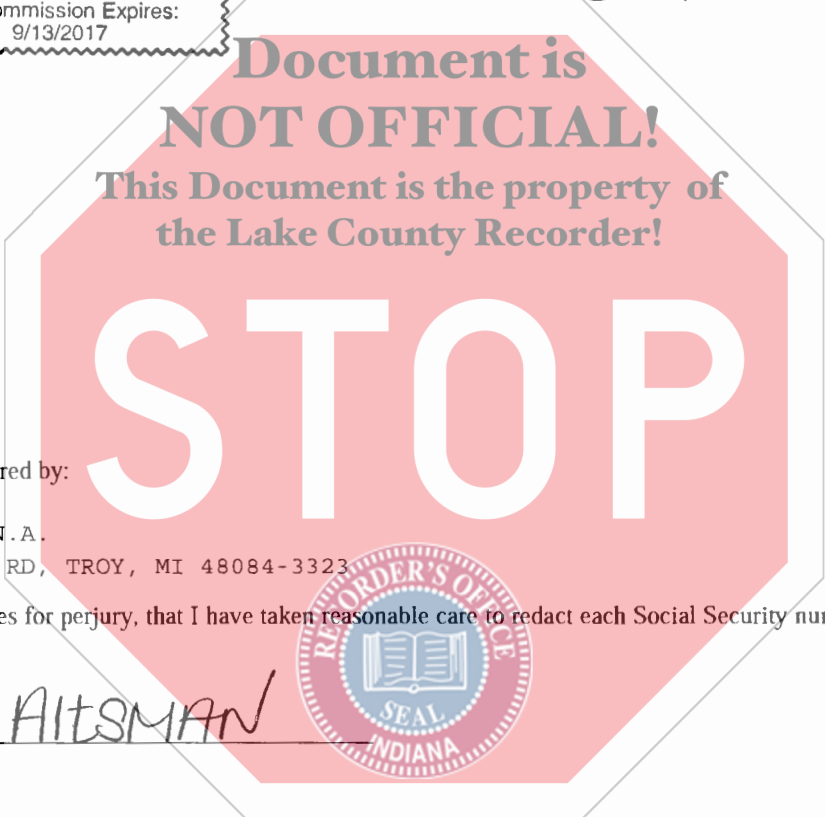 mmission Expires:
9/13/2017
Document is
NOT OFFICIAL!
This Document is the property of
the Lake County Recorder!
STOP
red by:
N.A.
RD, TROY, MI 48084-3323
es for perjury, that I have taken reasonable care to redact each Social Security nu
RECORDER'S OFFICE
SEAL
INDIANA
AltSMAN